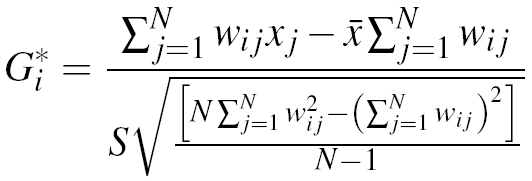 G_i^* = \frac{\sum_{j=1}^{N} w_{ij} x_j - \bar{x} \sum_{j=1}^{N} w_{ij}}{S \sqrt{\frac{\left[ N \sum_{j=1}^{N} w_{ij}^2 - \left( \sum_{j=1}^{N} w_{ij} \right)^2 \right]}{N-1}}}